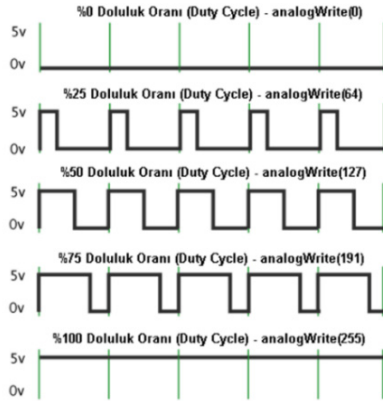 %0 Doluluk Oranı (Duty Cycle) - analogWrite(0)
5v
0v
%25 Doluluk Oranı (Duty Cycle) - analogWrite(64)
5v
0v
%50 Doluluk Oranı (Duty Cycle) - analogWrite(127)
5v
0v
%75 Doluluk Oranı (Duty Cycle) - analogWrite(191)
5v
0v
%100 Doluluk Oranı (Duty Cycle) - analogWrite(255)
5v
0v